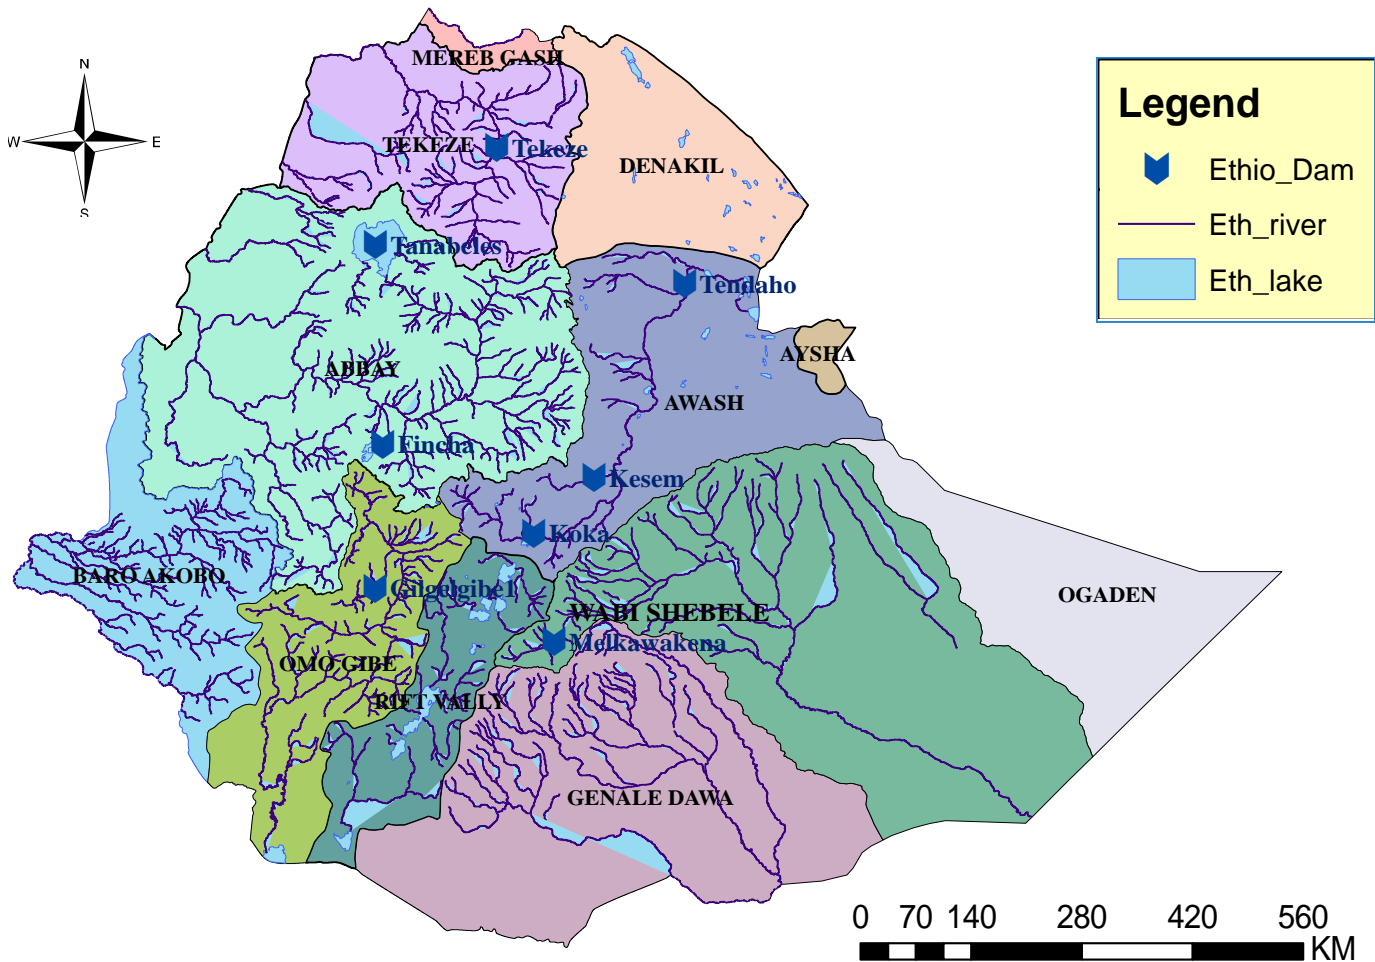 MEREB GASH
N
W
E
S
TEKEZE
Tekeze
DENAKIL
Tanabeles
Tendaho
ABBAY
AYSHA
AWASH
Fincha
Kesem
Koka
BARO AKOBO
Gilgelgibe1
WABI SHEBELE
OGADEN
Melkawakena
OMO GIBE
RIFT VALLY
GENALE DAWA
Legend
Ethio_Dam
Eth_river
Eth_lake
0 70 140 280 420 560
KM